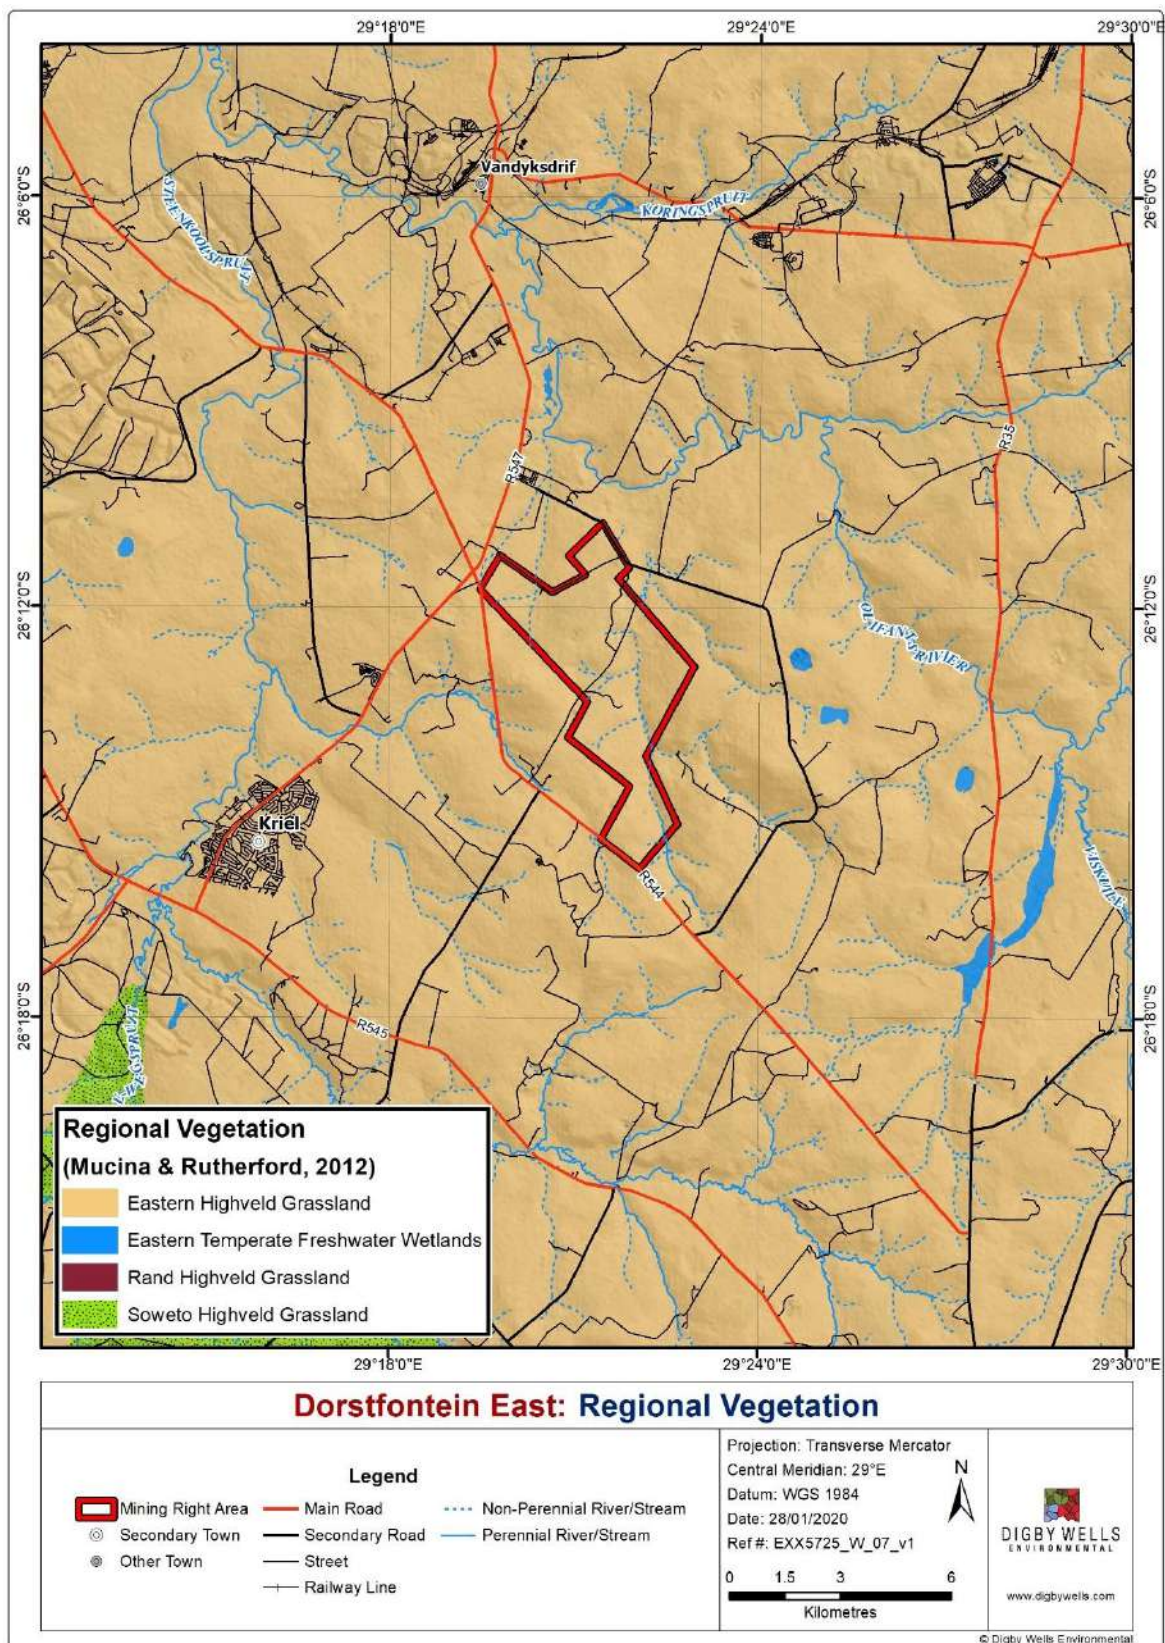 29°18'0"E
29°24'0"E
29°30'0"E
26°6'0"S
26°6'0"S
Vandyksdrif
KORINGSPRUIT
STEENKOOLSPRUIT
R547
R35
26°12'0"S
26°12'0"S
OLIFANTSRIVIER
Kriel
R544
VISKUILE
R545
26°18'0"S
26°18'0"S
Regional Vegetation
(Mucina & Rutherford, 2012)
Eastern Highveld Grassland
Eastern Temperate Freshwater Wetlands
Rand Highveld Grassland
Soweto Highveld Grassland
29°18'0"E
29°24'0"E
29°30'0"E
Dorstfontein East: Regional Vegetation
Legend
Mining Right Area
Main Road
Non-Perennial River/Stream
Secondary Town
Secondary Road
Perennial River/Stream
Other Town
Street
Railway Line
Projection: Transverse Mercator
Central Meridian: 29°E
Datum: WGS 1984
Date: 28/01/2020
Ref #: EXX5725_W_07_v1
N
0 1.5 3 6
Kilometres
DIGBY WELLS
ENVIRONMENTAL
www.digbywells.com
© Digby Wells Environmental